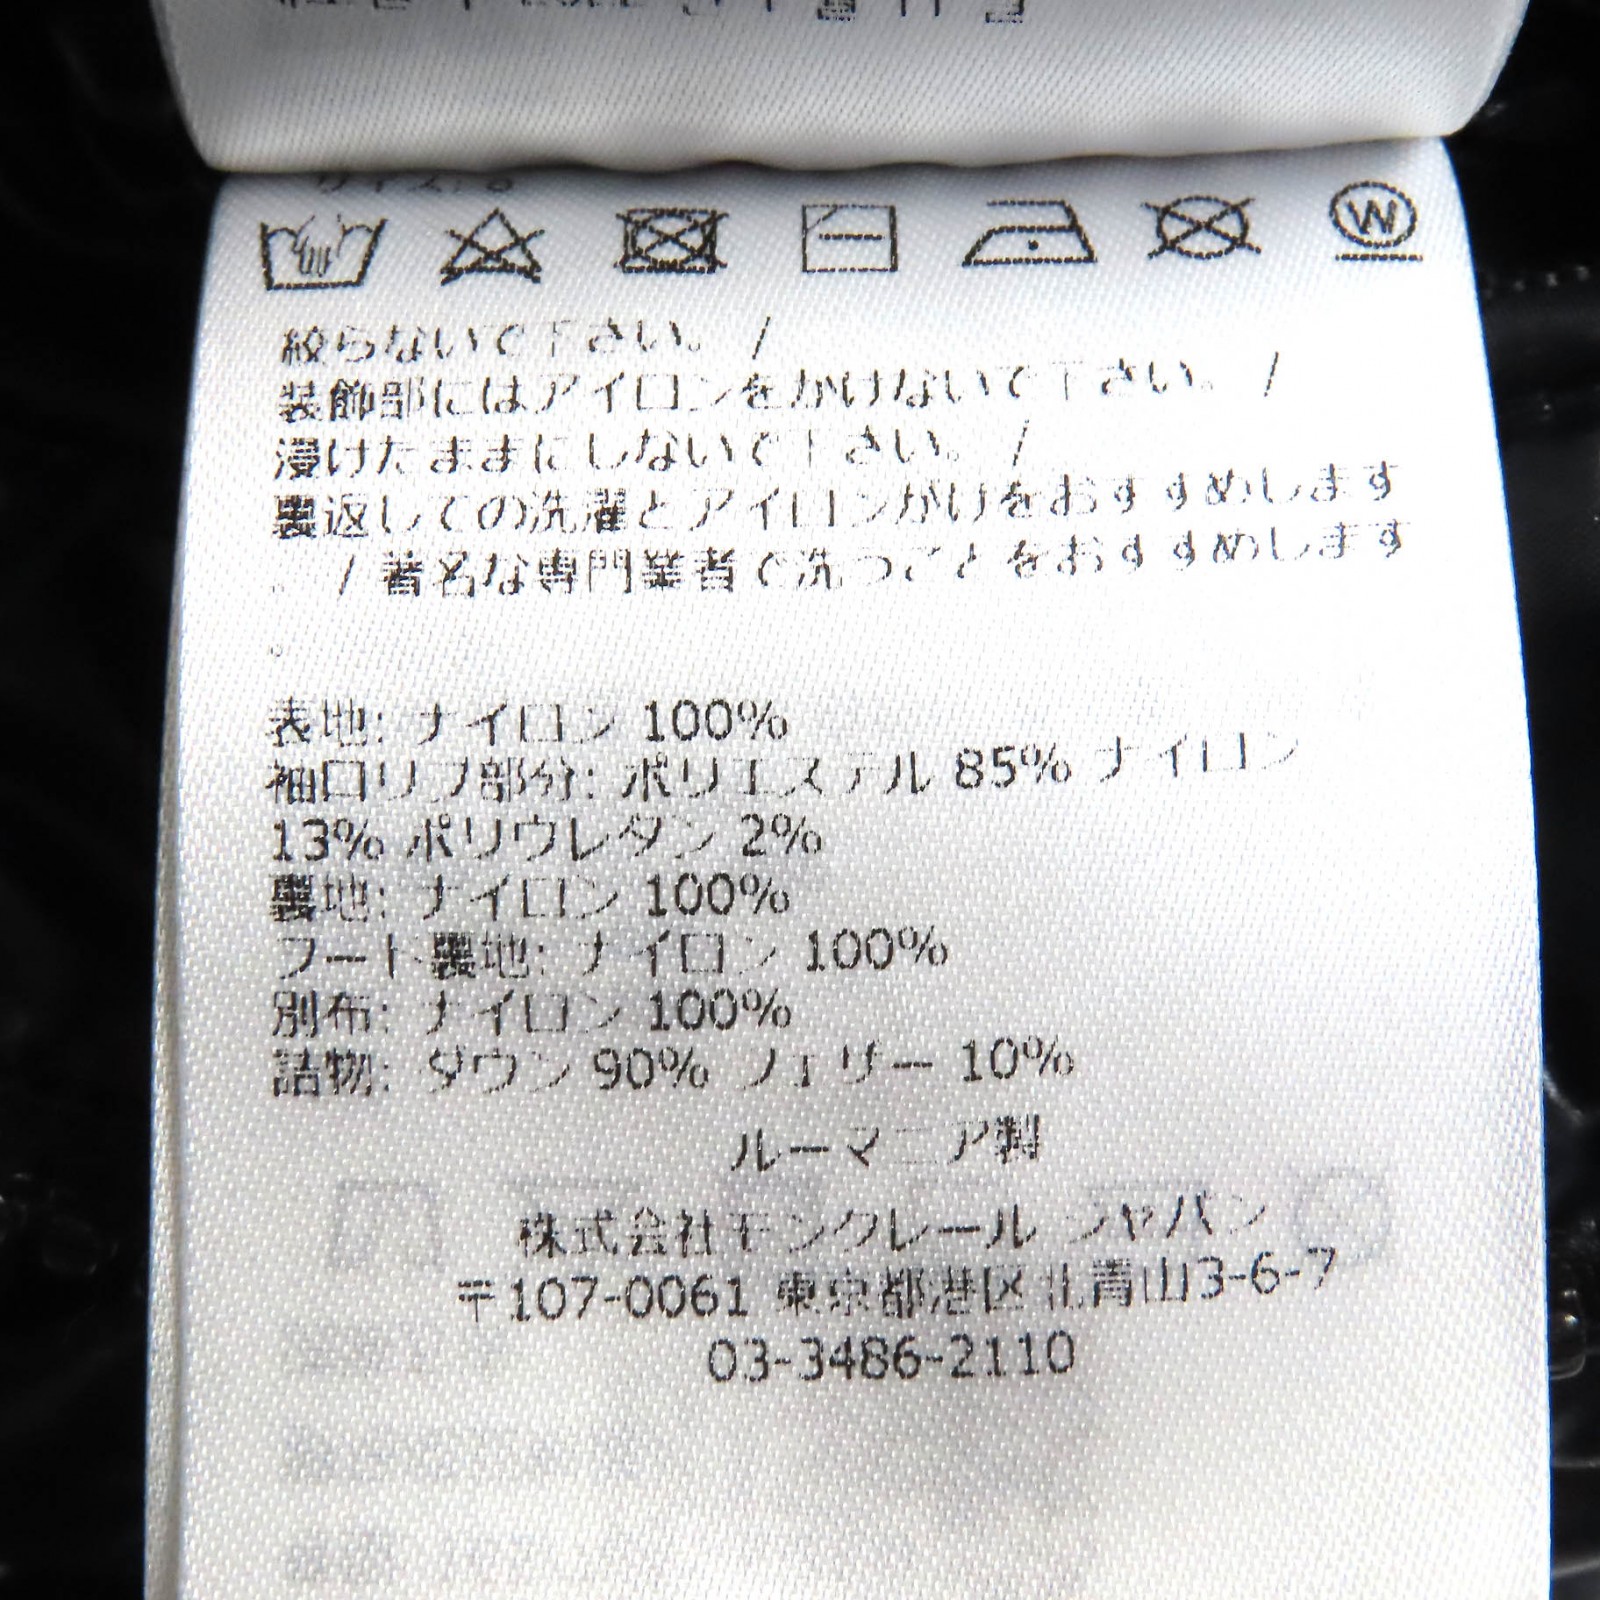 W
絞らないで下さい。 /
装飾部にはアイロンをかけないで下さい。 /
浸けたままにしないで下さい。 /
裏返しての洗濯とアイロンがけをおすすめします
。 / 著名な専門業者で洗うことをおすすめします
。
表地: ナイロン 100%
袖口リブ部分: ポリエステル 85% ナイロン
13% ポリウレタン 2%
裏地: ナイロン 100%
フード裏地: ナイロン 100%
別布: ナイロン 100%
詰物: ダウン 90% フェザー 10%
ルーマニア製
株式会社モンクレール ジャパン
〒107-0061 東京都港区北青山3-6-7
03-3486-2110